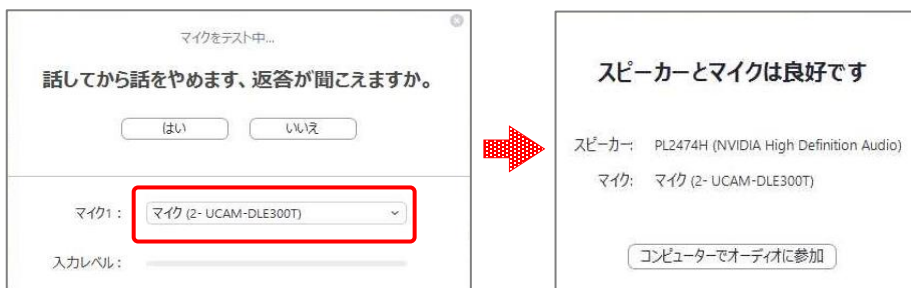 マイクをテスト中...
話してから話をやめます、返答が聞こえますか。
はい
いいえ
マイク1：
マイク (2- UCAM-DLE300T)
入力レベル：
スピーカーとマイクは良好です
スピーカー: PL2474H (NVIDIA High Definition Audio)
マイク: マイク (2- UCAM-DLE300T)
コンピューターでオーディオに参加